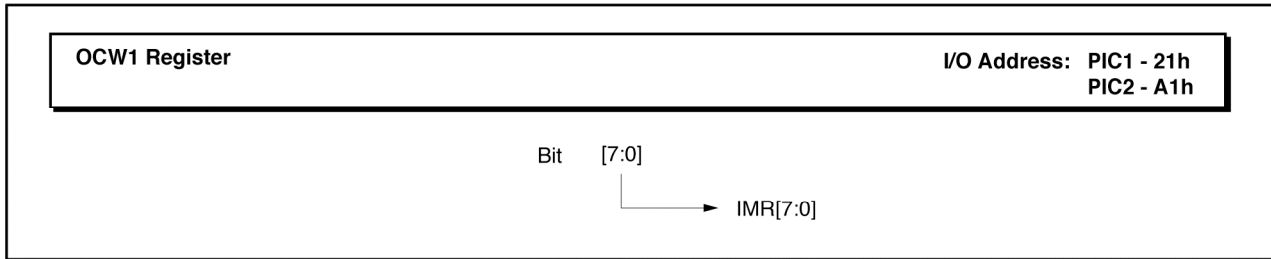 OCW1 Register I/O Address: PIC1 - 21h
PIC2 - A1h
Bit [7:0]
IMR[7:0]